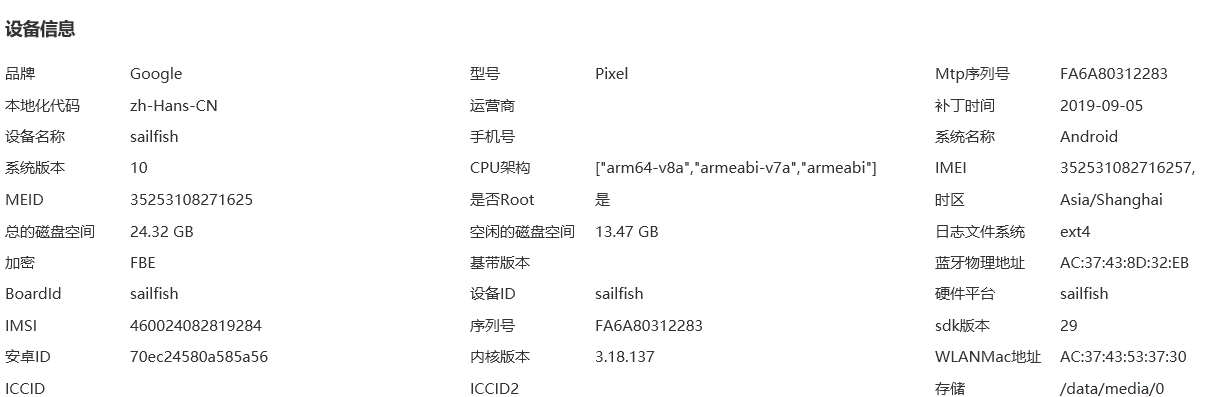 设备信息
品牌 Google 型号 Pixel Mtp序列号 FA6A80312283
本地化代码 zh-Hans-CN 运营商 补丁时间 2019-09-05
设备名称 sailfish 手机号 系统名称 Android
系统版本 10 CPU架构 ["arm64-v8a","armeabi-v7a","armeabi"] IMEI 352531082716257,
MEID 35253108271625 是否Root 是 时区 Asia/Shanghai
总的磁盘空间 24.32 GB 空闲的磁盘空间 13.47 GB 日志文件系统 ext4
加密 FBE 基带版本 蓝牙物理地址 AC:37:43:8D:32:EB
BoardId sailfish 设备ID sailfish 硬件平台 sailfish
IMSI 460024082819284 序列号 FA6A80312283 sdk版本 29
安卓ID 70ec24580a585a56 内核版本 3.18.137 WLANMac地址 AC:37:43:53:37:30
ICCID ICCID2 存储 /data/media/0